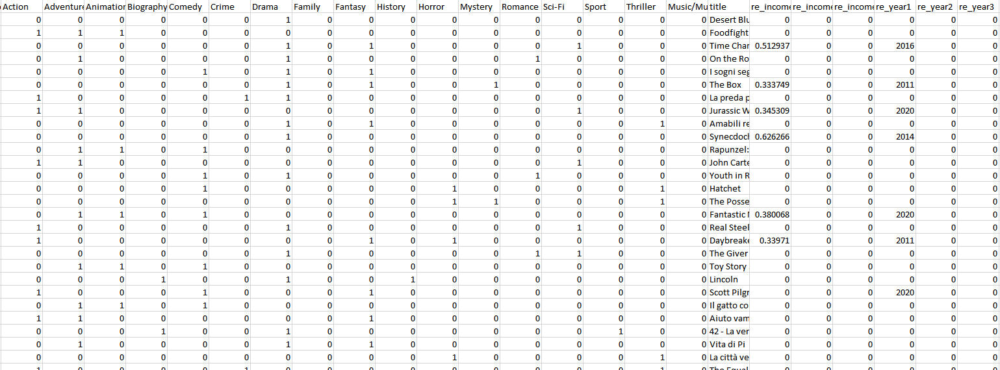 Action Adventure Animation Biography Comedy Crime Drama Family Fantasy History Horror Mystery Romance Sci-Fi Sport Thriller Music/Mu title re_income re_income re_income re_year1 re_year2 re_year3
0 0 0 0 0 0 1 0 0 0 0 0 0 0 0 0 0 Desert Blu 0 0 0 0 0 0
1 1 1 0 0 0 0 0 0 0 0 0 0 0 0 0 0 Foodfight 0 0 0 0 0 0
0 0 0 0 0 0 1 0 1 0 0 0 0 1 0 0 0 Time Char 0.512937 0 0 2016 0 0
0 1 0 0 0 0 1 0 0 0 0 0 1 0 0 0 0 On the Ro 0 0 0 0 0 0
0 0 0 0 1 0 1 0 1 0 0 0 0 0 0 0 0 I sogni seg 0 0 0 0 0 0
0 0 0 0 0 0 1 0 1 0 0 1 0 0 0 0 0 The Box 0.333749 0 0 2011 0 0
1 0 0 0 0 1 1 0 0 0 0 0 0 0 0 0 0 La preda p 0 0 0 0 0 0
1 1 0 0 0 0 0 0 0 0 0 0 0 1 0 0 0 Jurassic W 0.345309 0 0 2020 0 0
0 0 0 0 0 0 1 0 1 0 0 0 0 0 0 1 0 Amabili re 0 0 0 0 0 0
0 0 0 0 0 0 1 0 0 0 0 0 0 0 0 0 0 Synecdoch 0.626266 0 0 2014 0 0
0 1 1 0 1 0 0 0 0 0 0 0 0 0 0 0 0 Rapunzel: 0 0 0 0 0 0
1 1 0 0 0 0 0 0 0 0 0 0 0 1 0 0 0 John Carte 0 0 0 0 0 0
0 0 0 0 1 0 1 0 0 0 0 0 1 0 0 0 0 Youth in R 0 0 0 0 0 0
0 0 0 0 1 0 0 0 0 0 1 0 0 0 0 1 0 Hatchet 0 0 0 0 0 0
0 0 0 0 0 0 0 0 0 0 1 1 0 0 0 1 0 The Posse 0 0 0 0 0 0
0 1 1 0 1 0 0 0 0 0 0 0 0 0 0 0 0 Fantastic 0.380068 0 0 2020 0 0
1 0 0 0 0 0 1 0 0 0 0 0 0 1 0 0 0 Real Steel 0 0 0 0 0 0
1 0 0 0 0 0 0 0 1 0 1 0 0 0 0 0 0 Daybreake 0.33971 0 0 2011 0 0
0 0 0 0 0 0 1 0 0 0 0 0 1 1 0 0 0 The Giver 0 0 0 0 0 0
0 1 1 0 1 0 0 0 0 0 0 0 0 0 0 0 0 Toy Story 0 0 0 0 0 0
0 0 0 1 0 0 1 0 0 1 0 0 0 0 0 0 0 Lincoln 0 0 0 0 0 0
1 0 0 0 1 0 0 0 1 0 0 0 0 0 0 0 0 Scott Pilgr 0 0 0 2020 0 0
0 1 1 0 1 0 0 0 0 0 0 0 0 0 0 0 0 Il gatto co 0 0 0 0 0 0
1 1 0 0 0 0 0 0 1 0 0 0 0 0 0 0 0 Aiuto vam 0 0 0 0 0 0
0 0 0 1 0 0 1 0 0 0 0 0 0 0 1 0 0 42 - La ver 0 0 0 0 0 0
0 1 0 0 0 0 1 0 1 0 0 0 0 0 0 0 0 Vita di Pi 0 0 0 0 0 0
0 0 0 0 0 0 0 0 0 0 1 0 0 0 0 1 0 La città ve 0 0 0 0 0 0